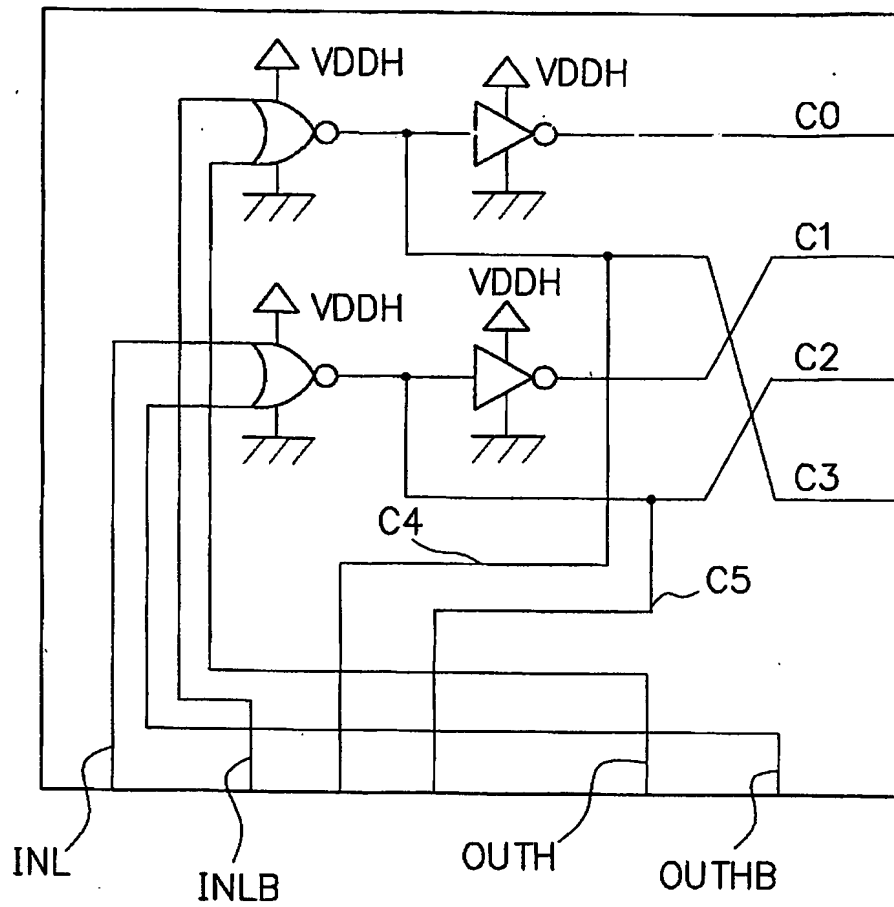 VDDH
VDDH
C0
C1
VDDH
VDDH
C2
C3
C4
C5
INL
INLB
OUTH
OUTHB